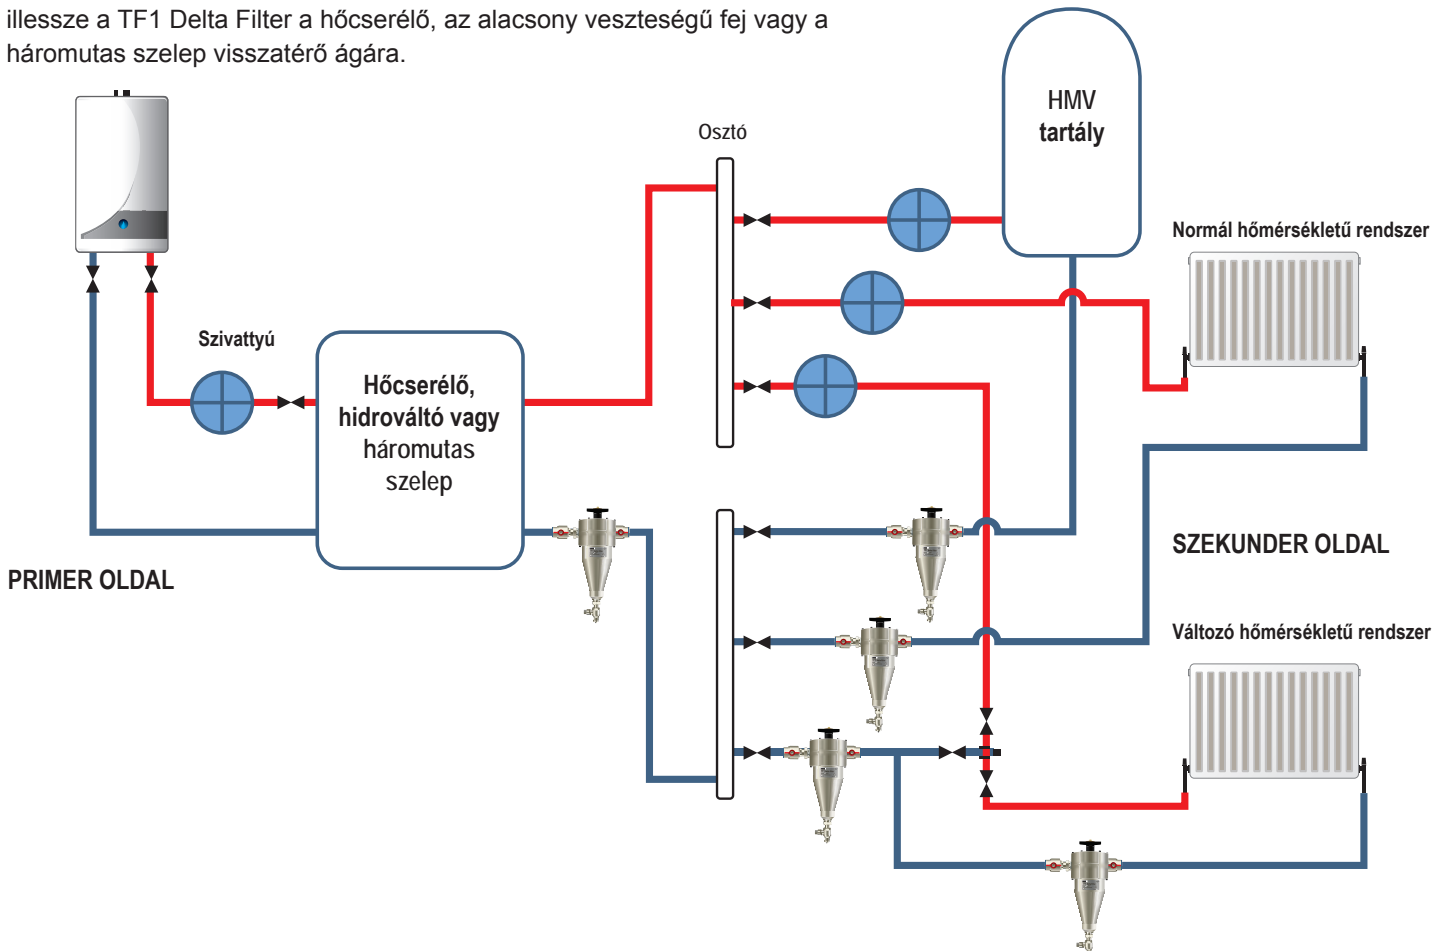 illessze a TF1 Delta Filter a hőcserélő, az alacsony veszteségű fej vagy a
háromutas szelep visszatérő ágára.
HMV
tartály
Osztó
Normál hőmérsékletű rendszer
Szivattyú
Hőcserélő,
hidrováltó vagy
háromutas
szelep
SZEKUNDER OLDAL
PRIMER OLDAL
Változó hőmérsékletű rendszer